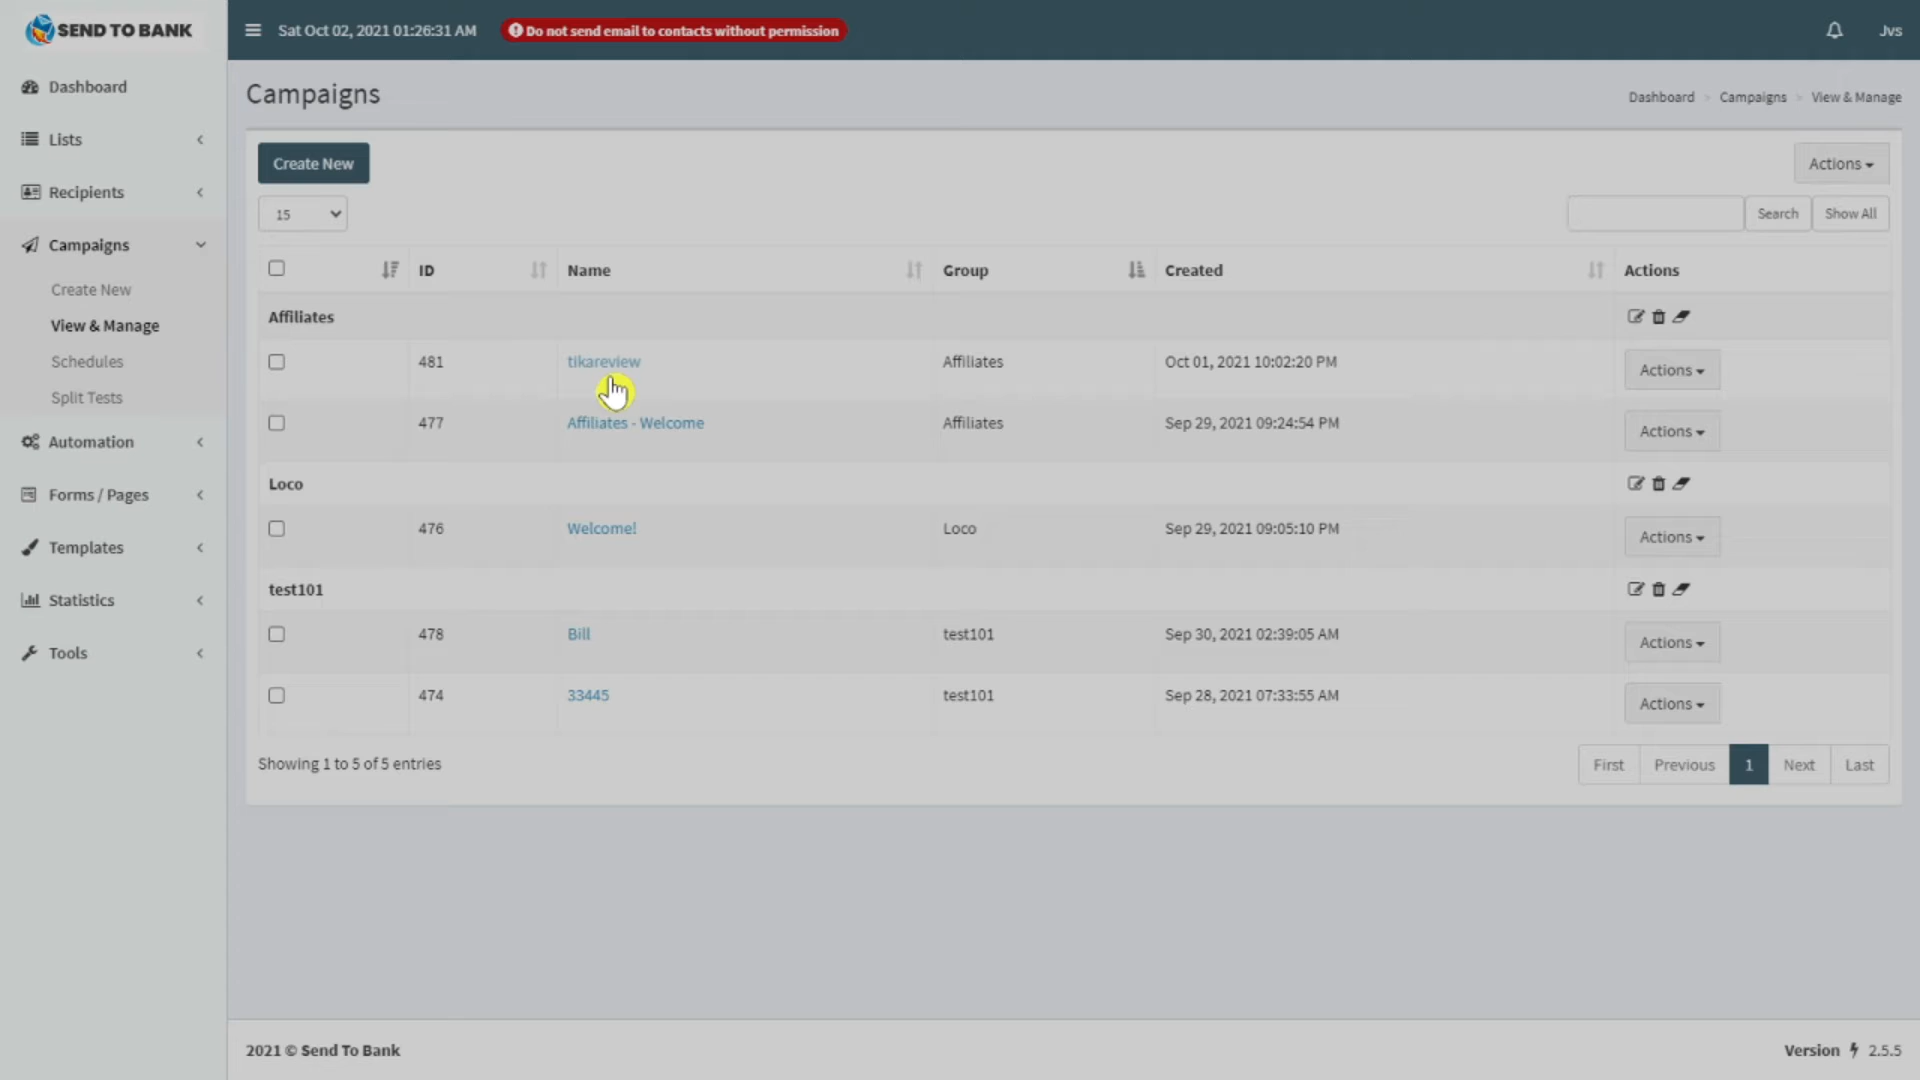 SEND TO BANK
Sat Oct 02, 2021 01:26:31 AM
Do not send email to contacts without permission
Jvs
Dashboard
Lists
Recipients
Campaigns
Create New
View & Manage
Schedules
Split Tests
Automation
Forms / Pages
Templates
Statistics
Tools
Campaigns
Dashboard Campaigns View & Manage
Create New
Actions
15
Search Show All
ID Name Group Created Actions
Affiliates
481 tikareview Affiliates Oct 01, 2021 10:02:20 PM Actions
477 Affiliates - Welcome Affiliates Sep 29, 2021 09:24:54 PM Actions
Loco
476 Welcome! Loco Sep 29, 2021 09:05:10 PM Actions
test101
478 Bill test101 Sep 30, 2021 02:39:05 AM Actions
474 33445 test101 Sep 28, 2021 07:33:55 AM Actions
Showing 1 to 5 of 5 entries
First Previous 1 Next Last
2021 © Send To Bank
Version 2.5.5